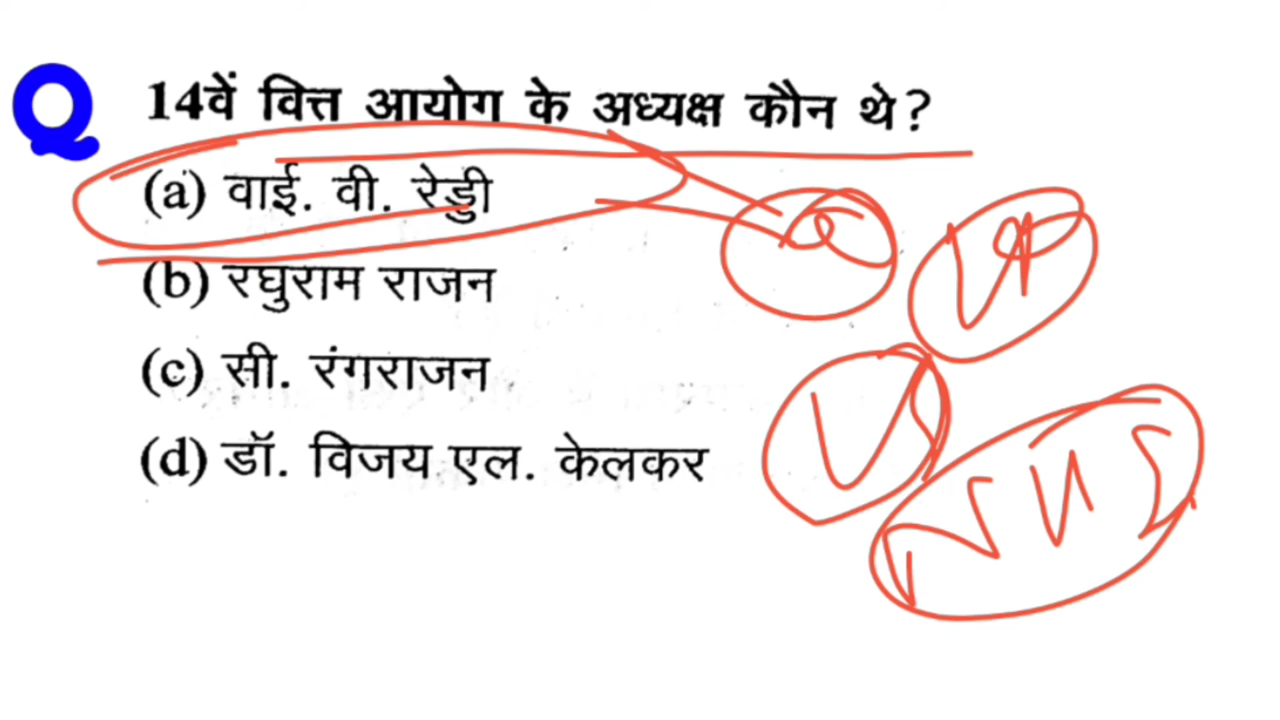 Q 14वें वित्त आयोग के अध्यक्ष कौन थे?
(a) वाई. वी. रेड्डी
(b) रघुराम राजन
(c) सी. रंगराजन
(d) डॉ. विजय एल. केलकर